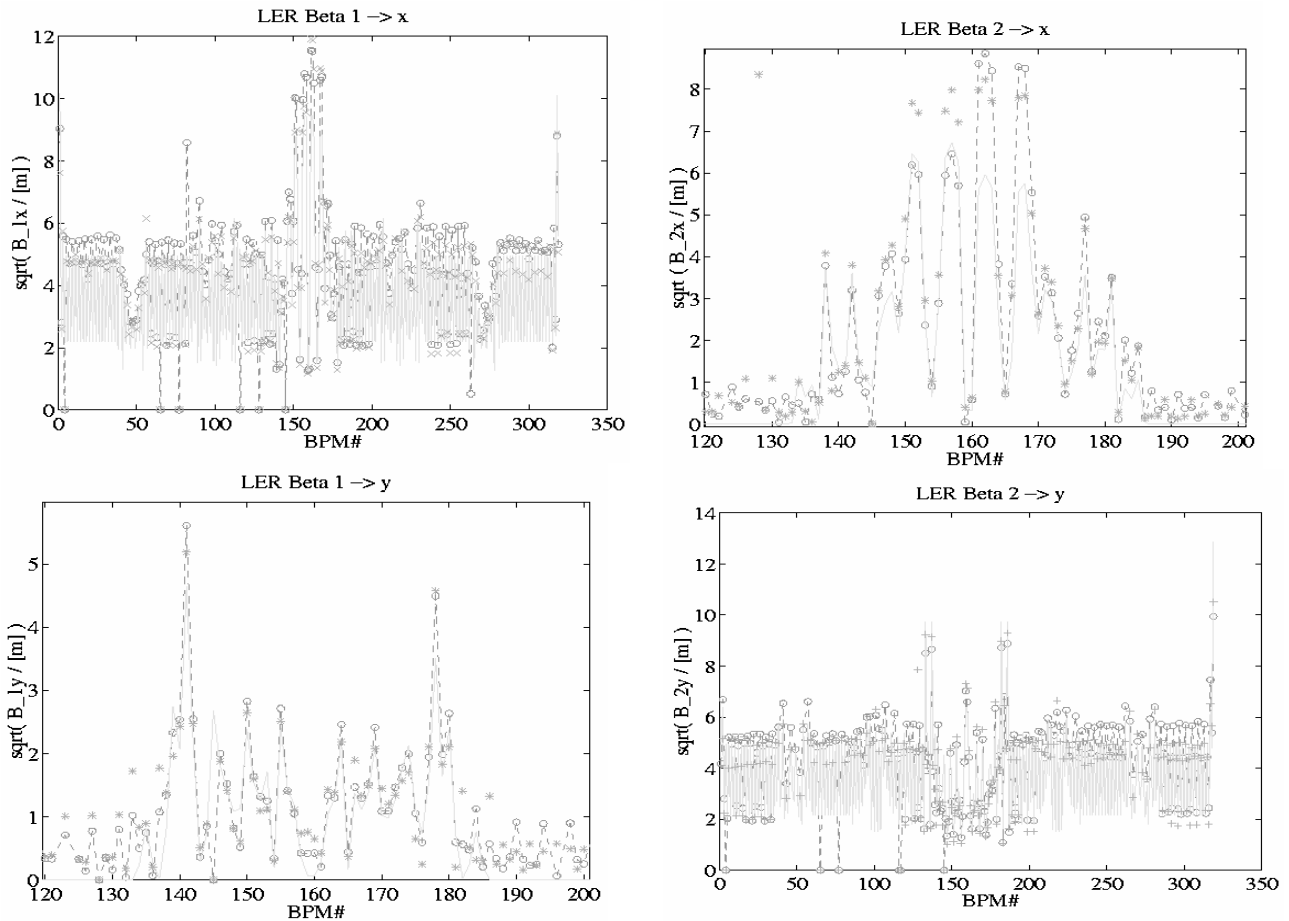 LER Beta 1 –> x
12
10
8
6
4
2
0
sqrt( B_1x / [m] )
0 50 100 150 200 250 300 350
BPM#
LER Beta 2 –> x
8
7
6
5
4
3
2
1
0
sqrt ( B_2x / [m] )
120 130 140 150 160 170 180 190 200
BPM#
LER Beta 1 –> y
5
4
3
2
1
0
sqrt( B_1y / [m] )
120 130 140 150 160 170 180 190 200
BPM#
LER Beta 2 –> y
14
12
10
8
6
4
2
0
sqrt( B_2y / [m] )
0 50 100 150 200 250 300 350
BPM#